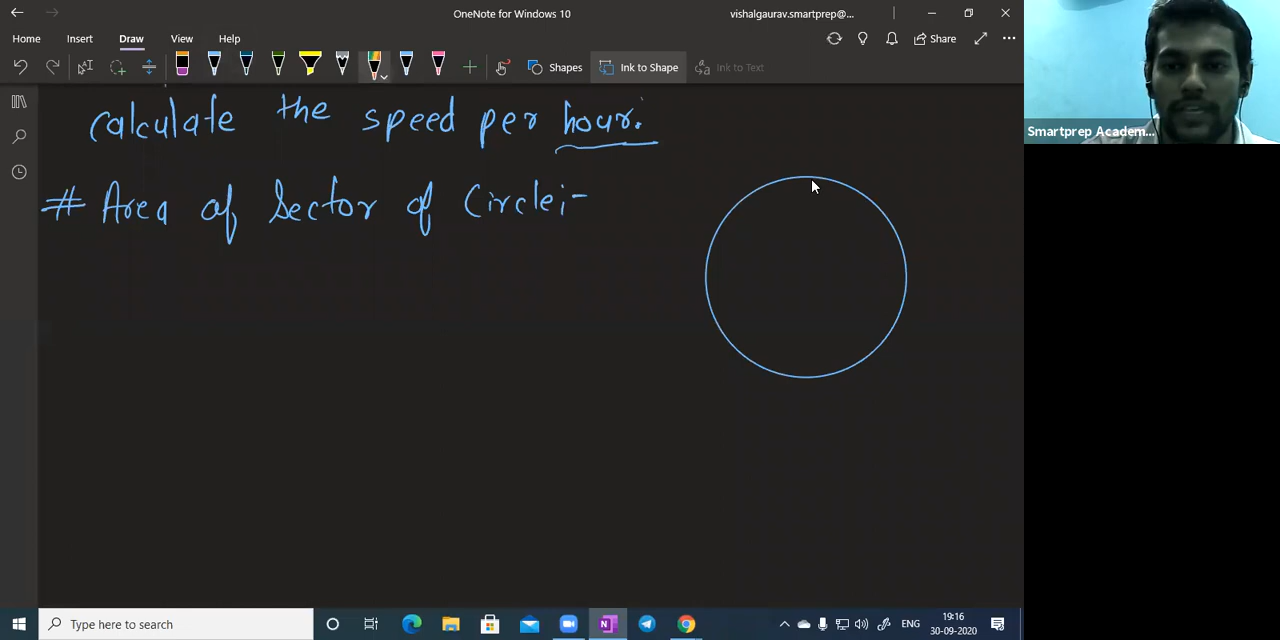 OneNote for Windows 10
vishalgaurav.smartprep@...
Home Insert Draw View Help
Share
Shapes
Ink to Shape
Ink to Text
Calculate the speed per hour.
# Area of Sector of Circle:-
Smartprep Academ...
Type here to search
ENG
19:16
30-09-2020